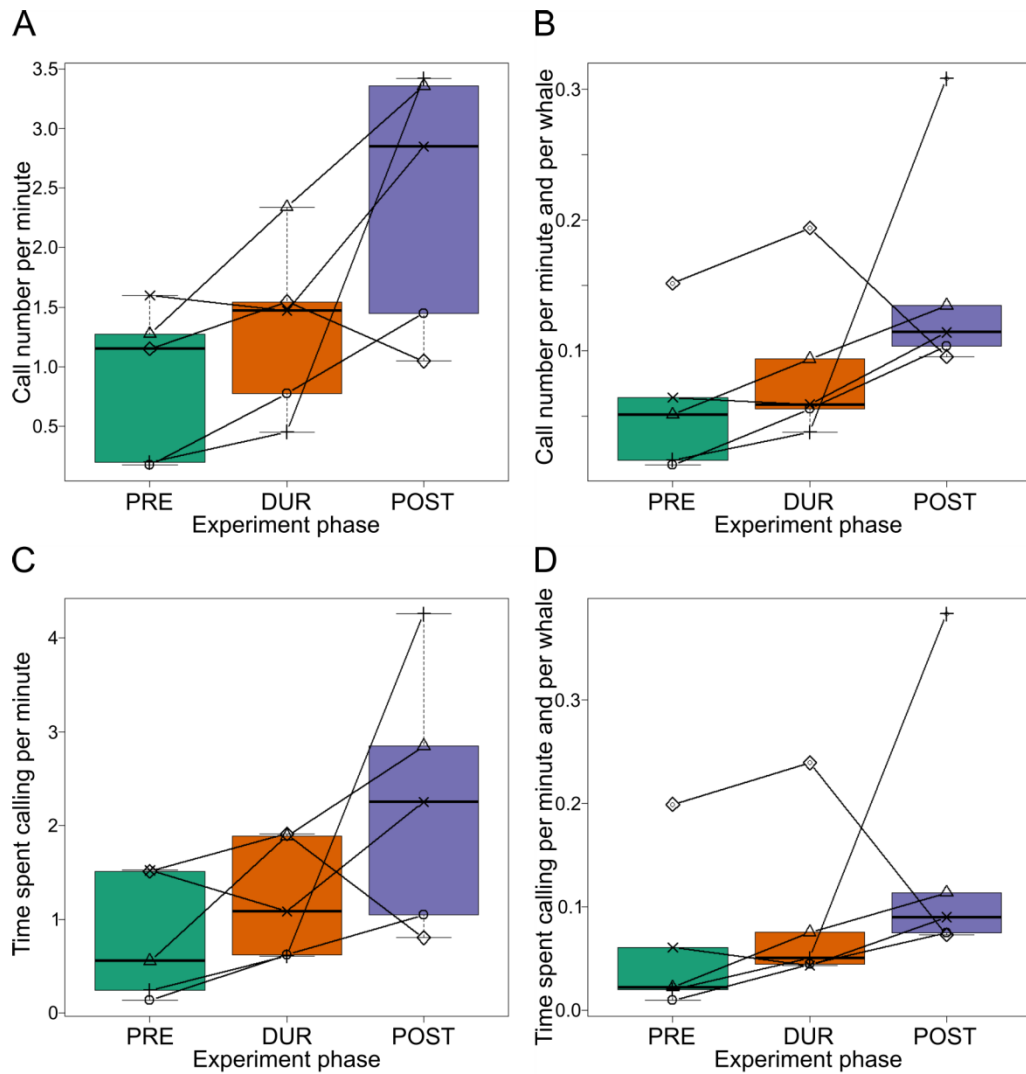 A
Call number per minute
3.5
3.0
2.5
2.0
1.5
1.0
0.5
PRE
DUR
POST
Experiment phase
B
Call number per minute and per whale
0.3
0.2
0.1
PRE
DUR
POST
Experiment phase
C
Time spent calling per minute
4
3
2
1
0
PRE
DUR
POST
Experiment phase
D
Time spent calling per minute and per whale
0.3
0.2
0.1
0.0
PRE
DUR
POST
Experiment phase